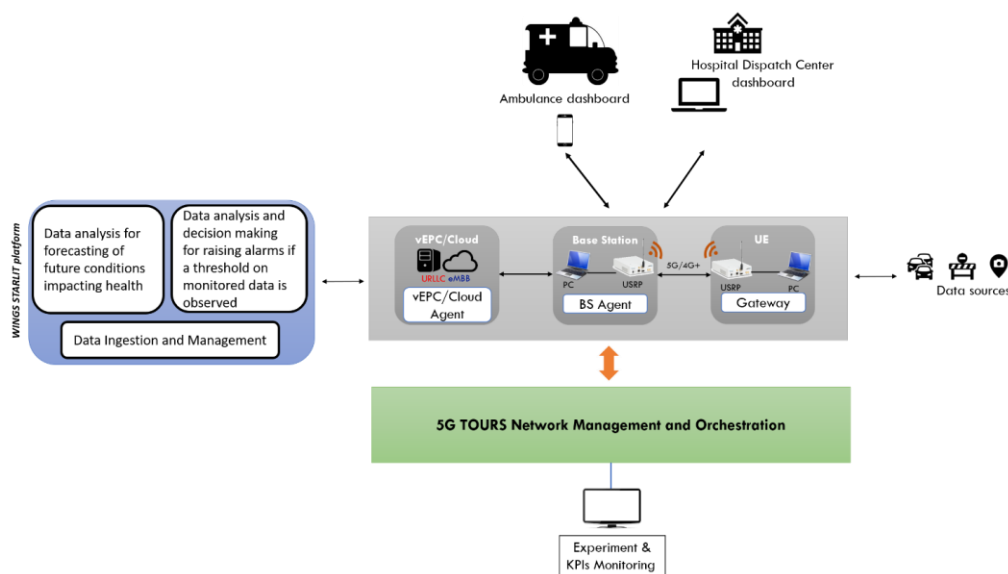 Ambulance dashboard
Hospital Dispatch Center
dashboard
WINGS STARLIT platform
Data analysis for
forecasting of
future conditions
impacting health
Data analysis and
decision making
for raising alarms if
a threshold on
monitored data is
observed
Data Ingestion and Management
vEPC/Cloud
URLLC eMBB
vEPC/Cloud
Agent
Base Station
PC
USRP
BS Agent
5G/4G+
UE
USRP
PC
Gateway
Data sources
5G TOURS Network Management and Orchestration
Experiment &
KPIs Monitoring